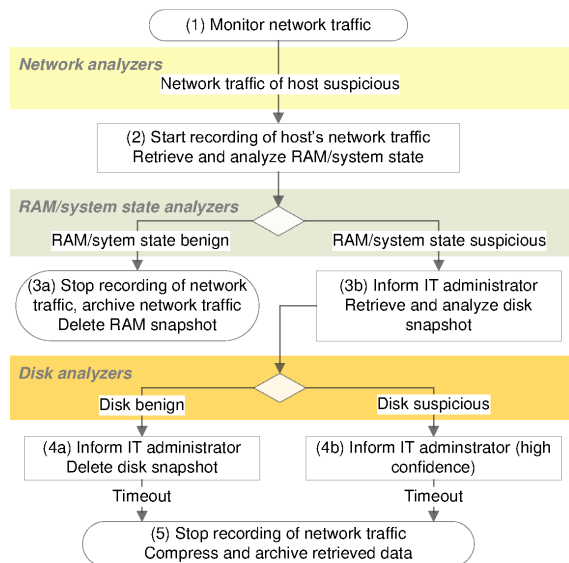 (1) Monitor network traffic
Network analyzers
Network traffic of host suspicious
(2) Start recording of host's network traffic
Retrieve and analyze RAM/system state
RAM/system state analyzers
RAM/sytem state benign
RAM/system state suspicious
(3a) Stop recording of network
traffic, archive network traffic
Delete RAM snapshot
(3b) Inform IT administrator
Retrieve and analyze disk
snapshot
Disk analyzers
Disk benign
Disk suspicious
(4a) Inform IT administrator
Delete disk snapshot
(4b) Inform IT adminstrator (high
confidence)
Timeout
Timeout
(5) Stop recording of network traffic
Compress and archive retrieved data